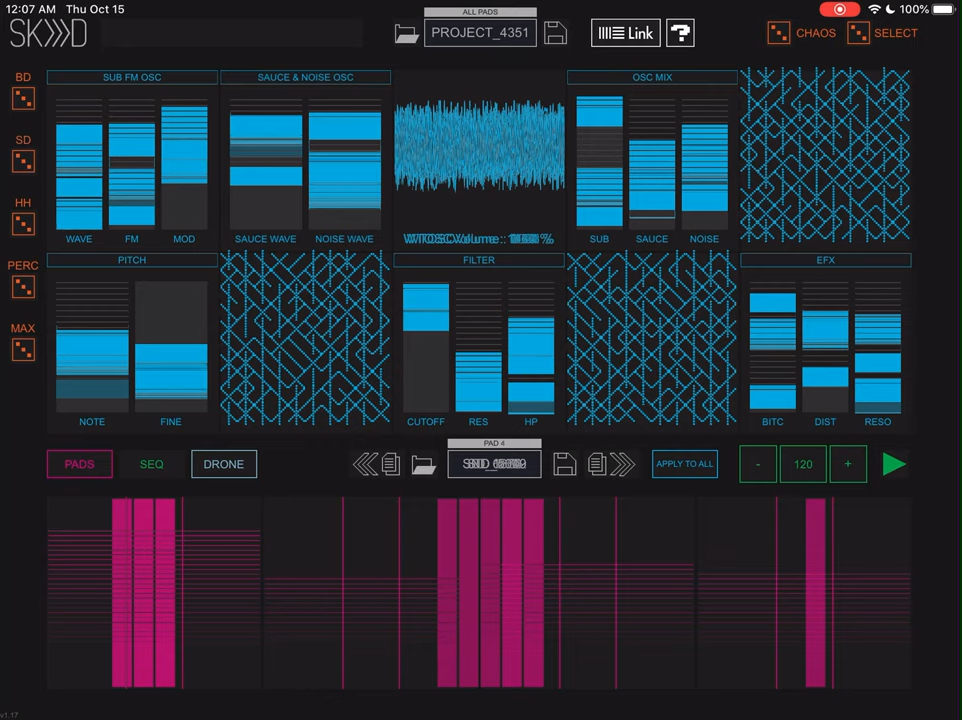 12:07 AM Thu Oct 15
100%
ALL PADS
PROJECT_4351
Link
?
CHAOS
SELECT
BD
SD
HH
PERC
MAX
SUB FM OSC
SAUCE & NOISE OSC
OSC MIX
WAVE
FM
MOD
SAUCE WAVE
NOISE WAVE
SUB
SAUCE
NOISE
PITCH
FILTER
EFX
NOTE
FINE
CUTOFF
RES
HP
BITC
DIST
RESO
PADS
SEQ
DRONE
PAD 4
APPLY TO ALL
-
120
+
v1.17